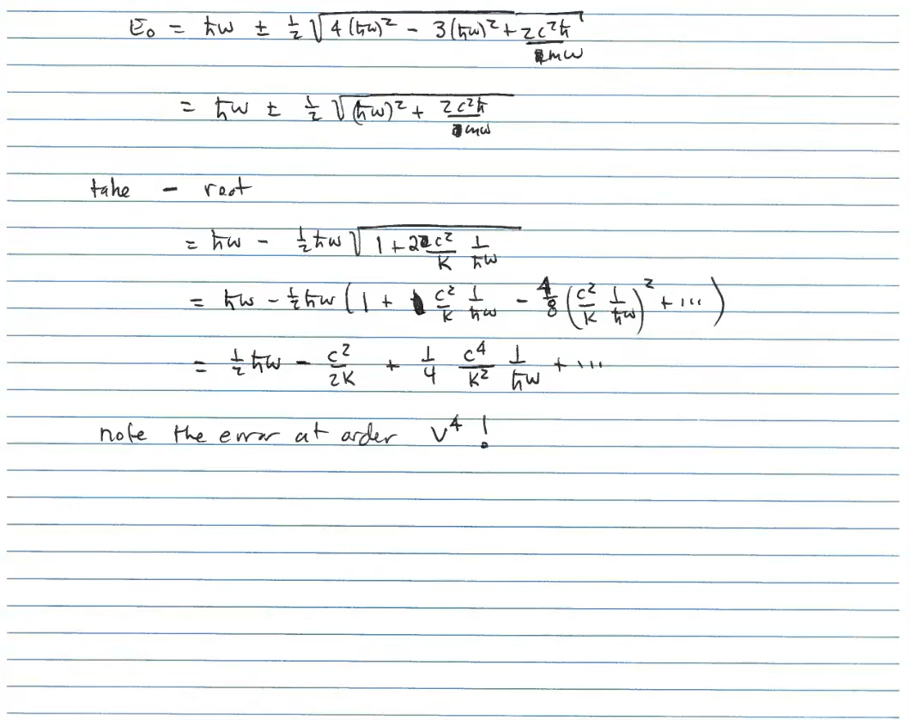 E₀ = ħω ± ½ √(4(ħω)² − 3(ħω)² + 2c²ħ/mω)
= ħω ± ½ √((ħω)² + 2c²ħ/mω)
take − root
= ħω − ½ħω √(1 + 2 c²/K 1/ħω)
= ħω − ½ħω (1 + c²/K 1/ħω − 4/8 (c²/K 1/ħω)² + ...)
= ½ħω − c²/2K + 1/4 c⁴/K² 1/ħω + ...
note the error at order V⁴ !